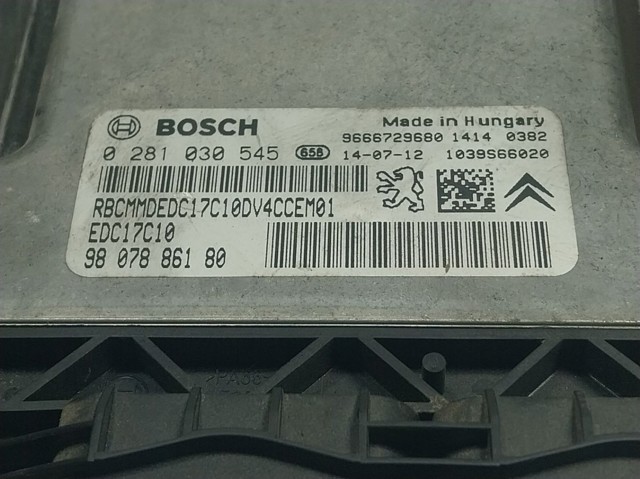 BOSCH
Made in Hungary
9666729680 1414 0382
0 281 030 545 658 14-07-12 1039S66020
RBCMMDEDC17C10DV4CCEM01
EDC17C10
98 078 861 80